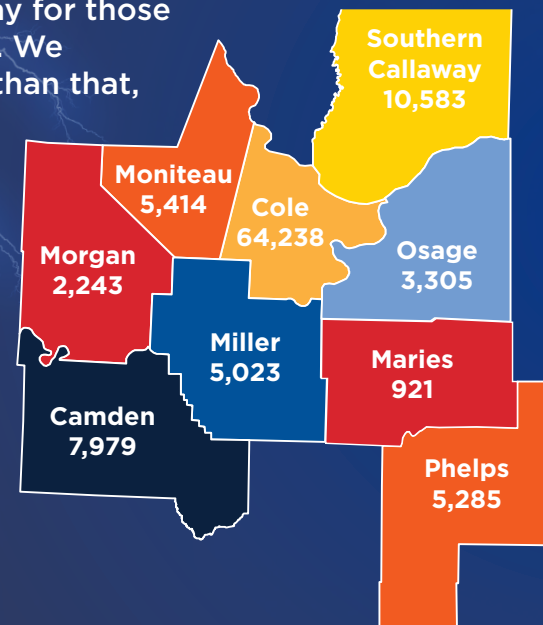 ay for those
We
than that,
Southern
Callaway
10,583
Moniteau
5,414
Cole
64,238
Morgan
2,243
Osage
3,305
Miller
5,023
Maries
921
Camden
7,979
Phelps
5,285